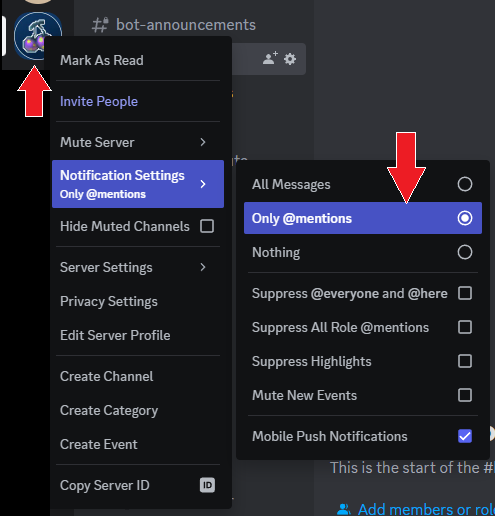 bot-announcements
Mark As Read
Invite People
Mute Server
Notification Settings
Only @mentions
Hide Muted Channels
Server Settings
Privacy Settings
Edit Server Profile
Create Channel
Create Category
Create Event
Copy Server ID
ID
All Messages
Only @mentions
Nothing
Suppress @everyone and @here
Suppress All Role @mentions
Suppress Highlights
Mute New Events
Mobile Push Notifications
This is the start of the #
Add members or